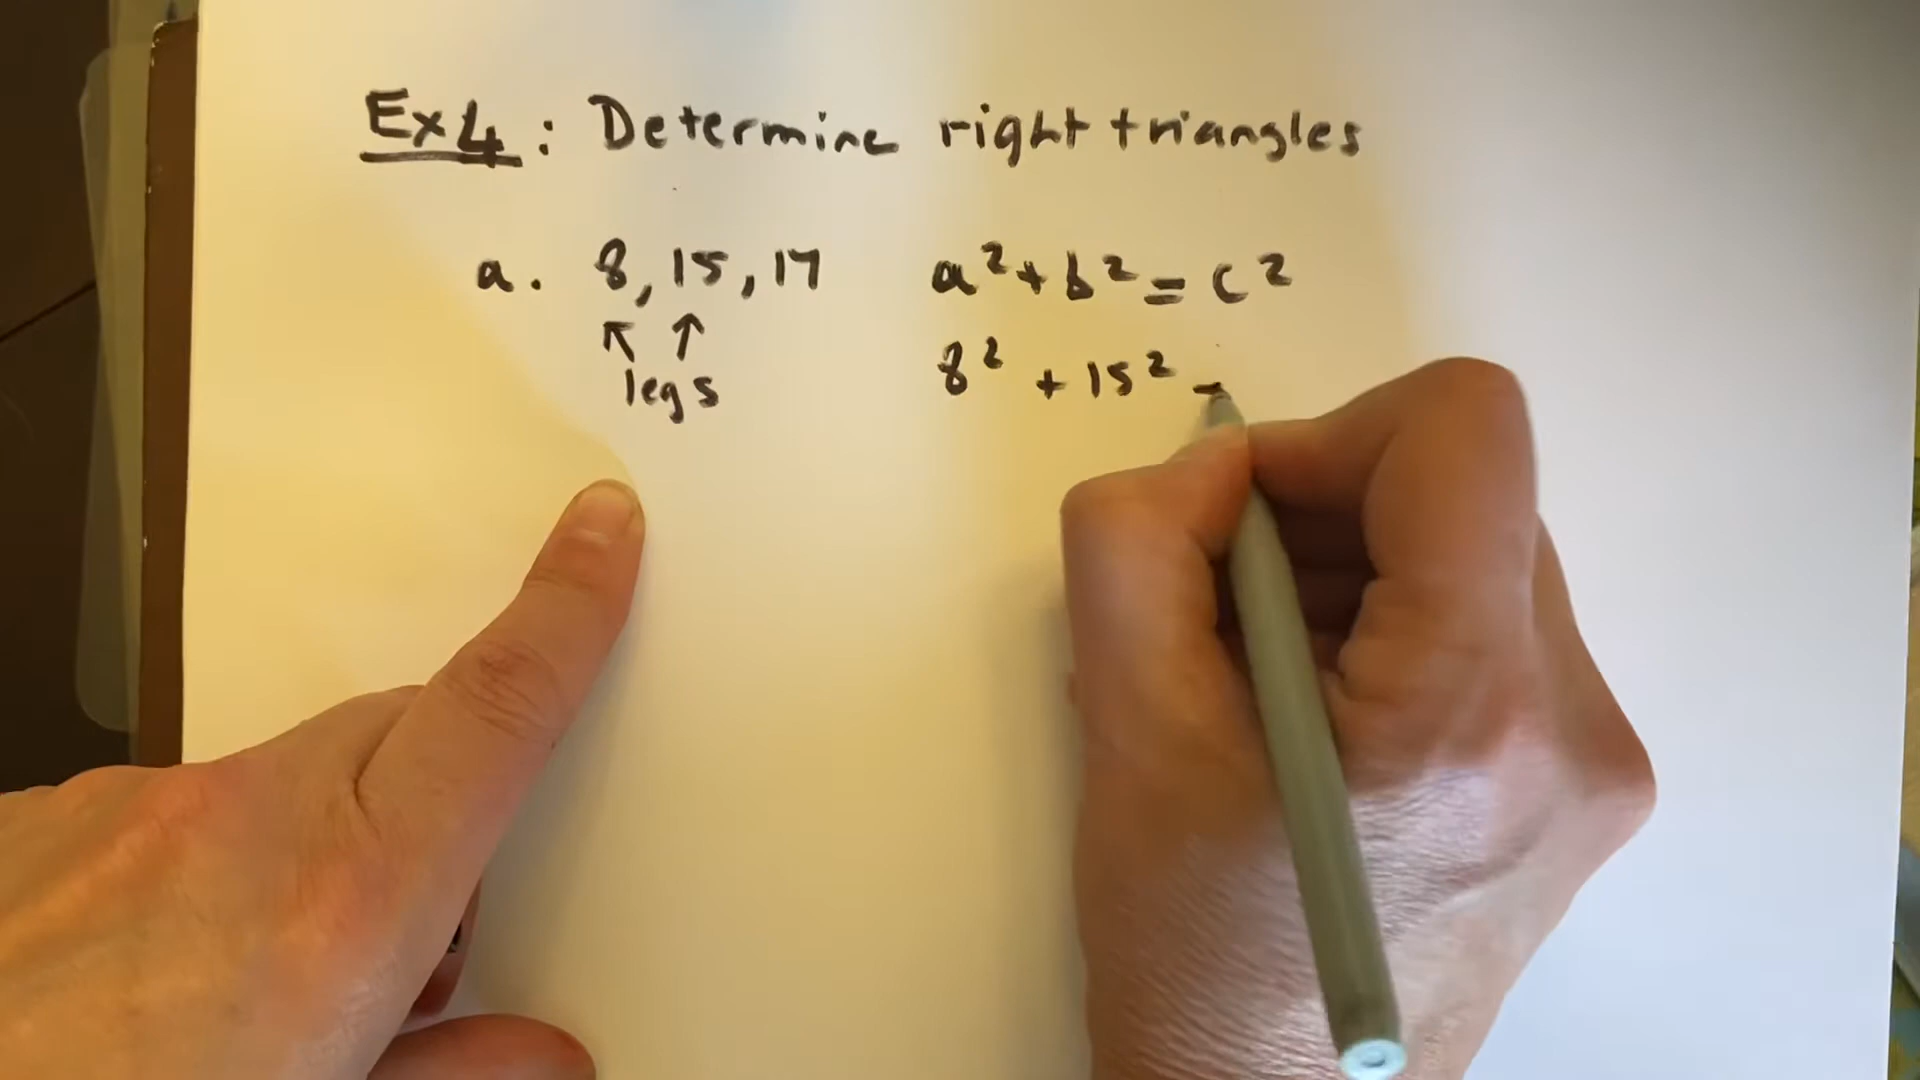 Ex4: Determine right triangles
a. 8, 15, 17 a² + b² = c²
8² + 15² =
legs